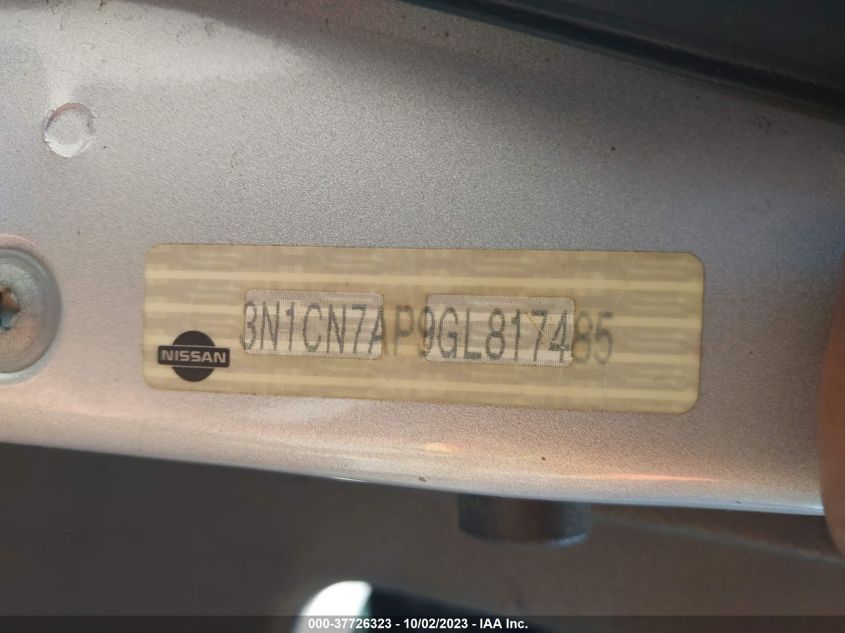 3N1CN7AP9GL817485
NISSAN
000-37726323 - 10/02/2023 - IAA Inc.